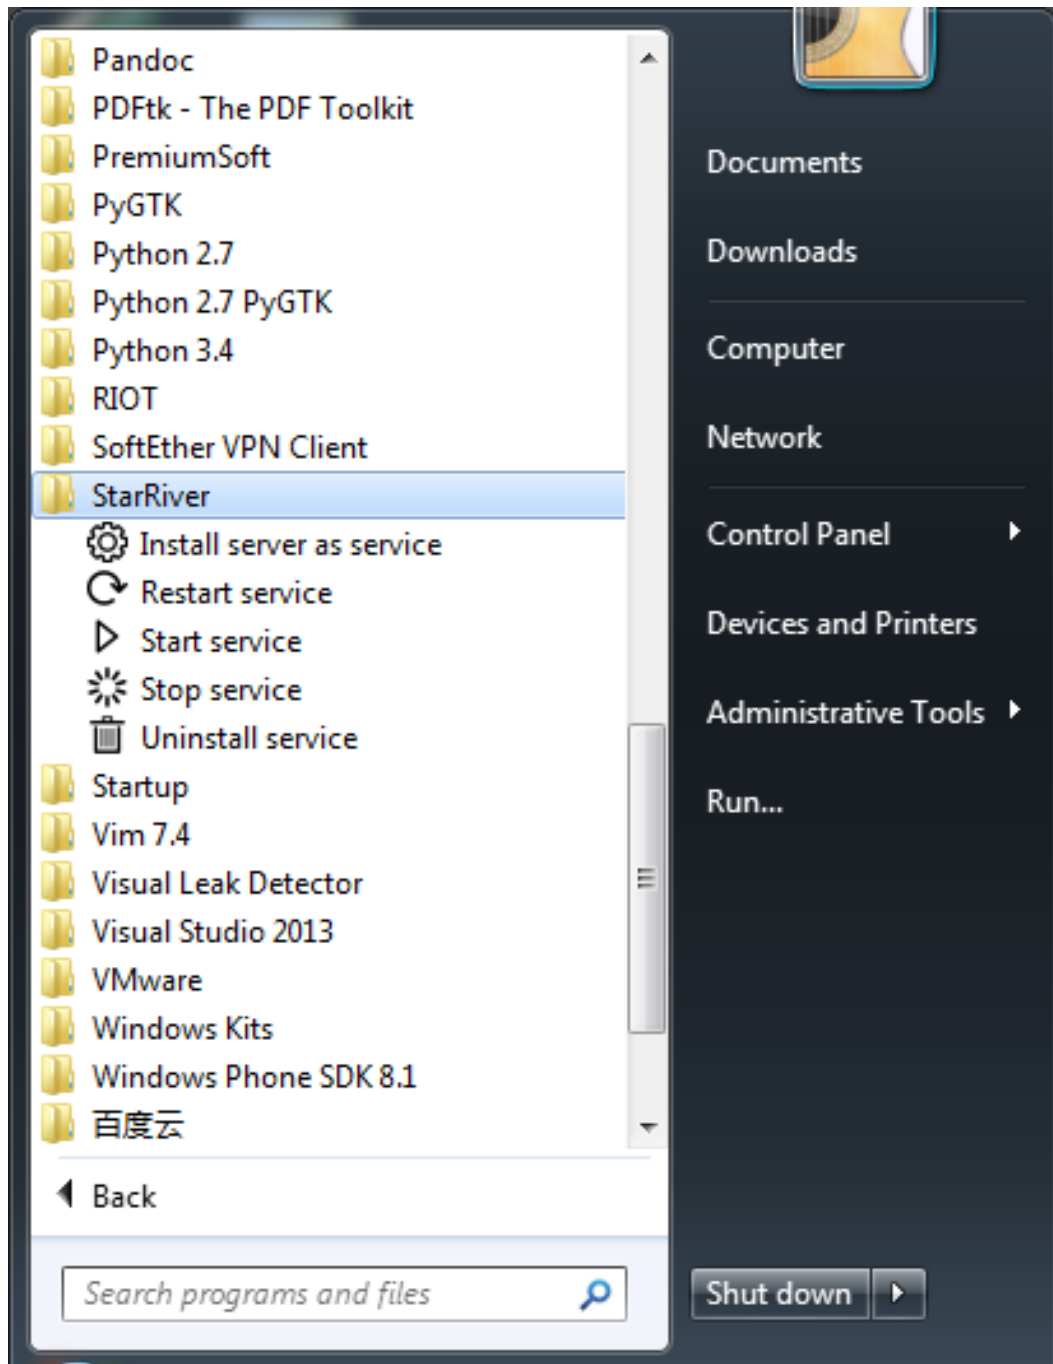 Pandoc
PDFtk - The PDF Toolkit
PremiumSoft
PyGTK
Python 2.7
Python 2.7 PyGTK
Python 3.4
RIOT
SoftEther VPN Client
StarRiver
Install server as service
Restart service
Start service
Stop service
Uninstall service
Startup
Vim 7.4
Visual Leak Detector
Visual Studio 2013
VMware
Windows Kits
Windows Phone SDK 8.1
百度云
Back
Search programs and files
Documents
Downloads
Computer
Network
Control Panel
Devices and Printers
Administrative Tools
Run...
Shut down